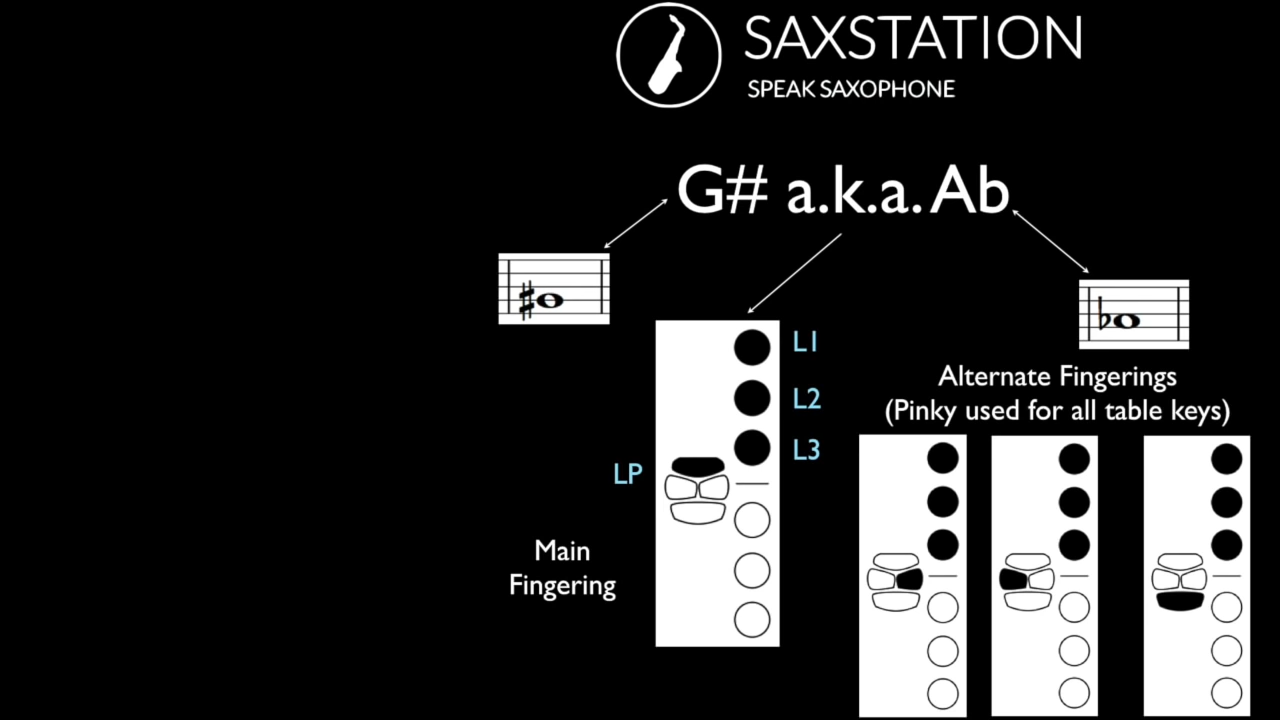 SAXSTATION
SPEAK SAXOPHONE
G# a.k.a. Ab
L1
L2
L3
LP
Main
Fingering
Alternate Fingerings
(Pinky used for all table keys)